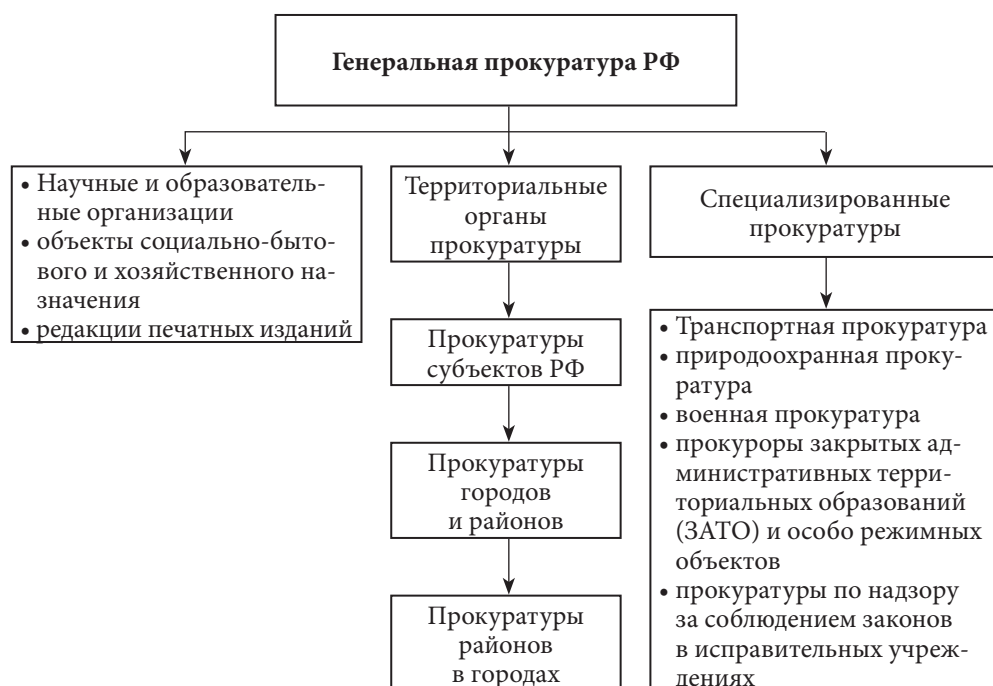 Генеральная прокуратура РФ
• Научные и образователь-
ные организации
• объекты социально-быто-
вого и хозяйственного на-
значения
• редакции печатных изданий
Территориальные
органы
прокуратуры
Прокуратуры
субъектов РФ
Прокуратуры
городов
и районов
Прокуратуры
районов
в городах
Специализированные
прокуратуры
• Транспортная прокуратура
• природоохранная проку-
ратура
• военная прокуратура
• прокуроры закрытых ад-
министративных терри-
ториальных образований
(ЗАТО) и особо режимных
объектов
• прокуратуры по надзору
за соблюдением законов
в исправительных учреж-
дениях